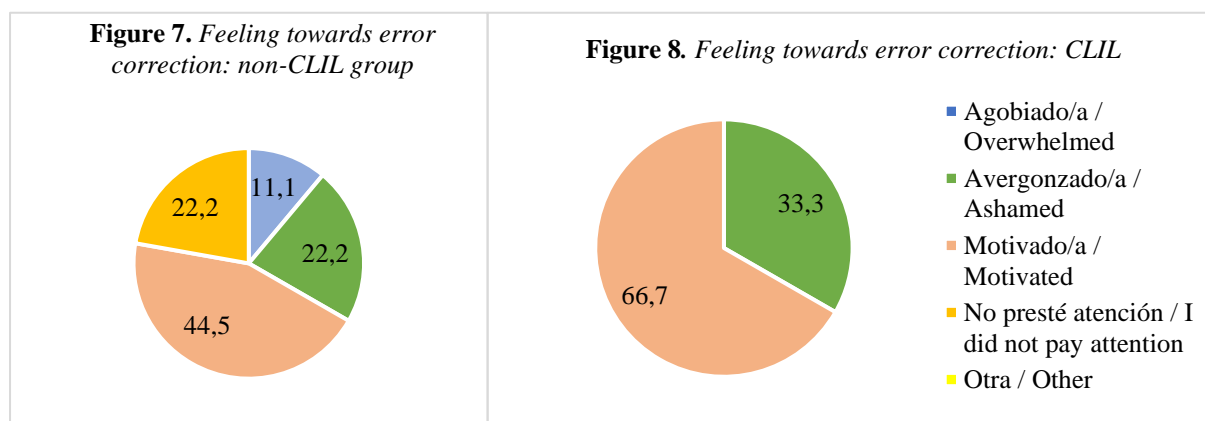 Figure 7. Feeling towards error
correction: non-CLIL group
11,1
22,2
44,5
22,2
Figure 8. Feeling towards error correction: CLIL
33,3
66,7
Agobiado/a /
Overwhelmed
Avergonzado/a /
Ashamed
Motivado/a /
Motivated
No presté atención / I
did not pay attention
Otra / Other